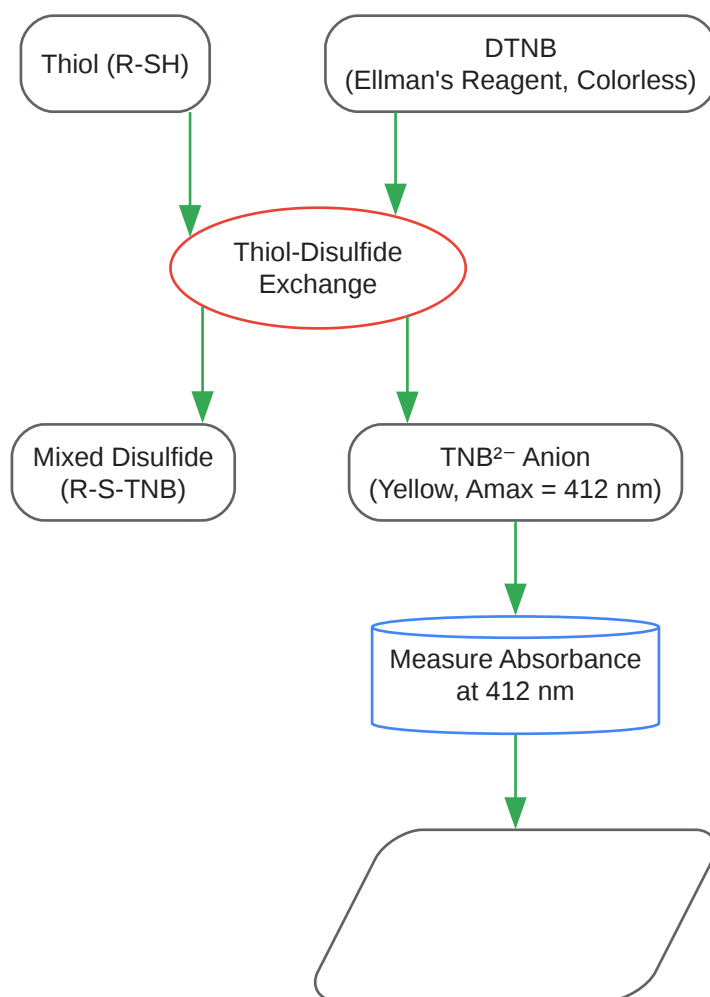 Thiol (R-SH)
DTNB
(Ellman's Reagent, Colorless)
Thiol-Disulfide
Exchange
Mixed Disulfide
(R-S-TNB)
TNB²⁻ Anion
(Yellow, Amax = 412 nm)
Measure Absorbance
at 412 nm